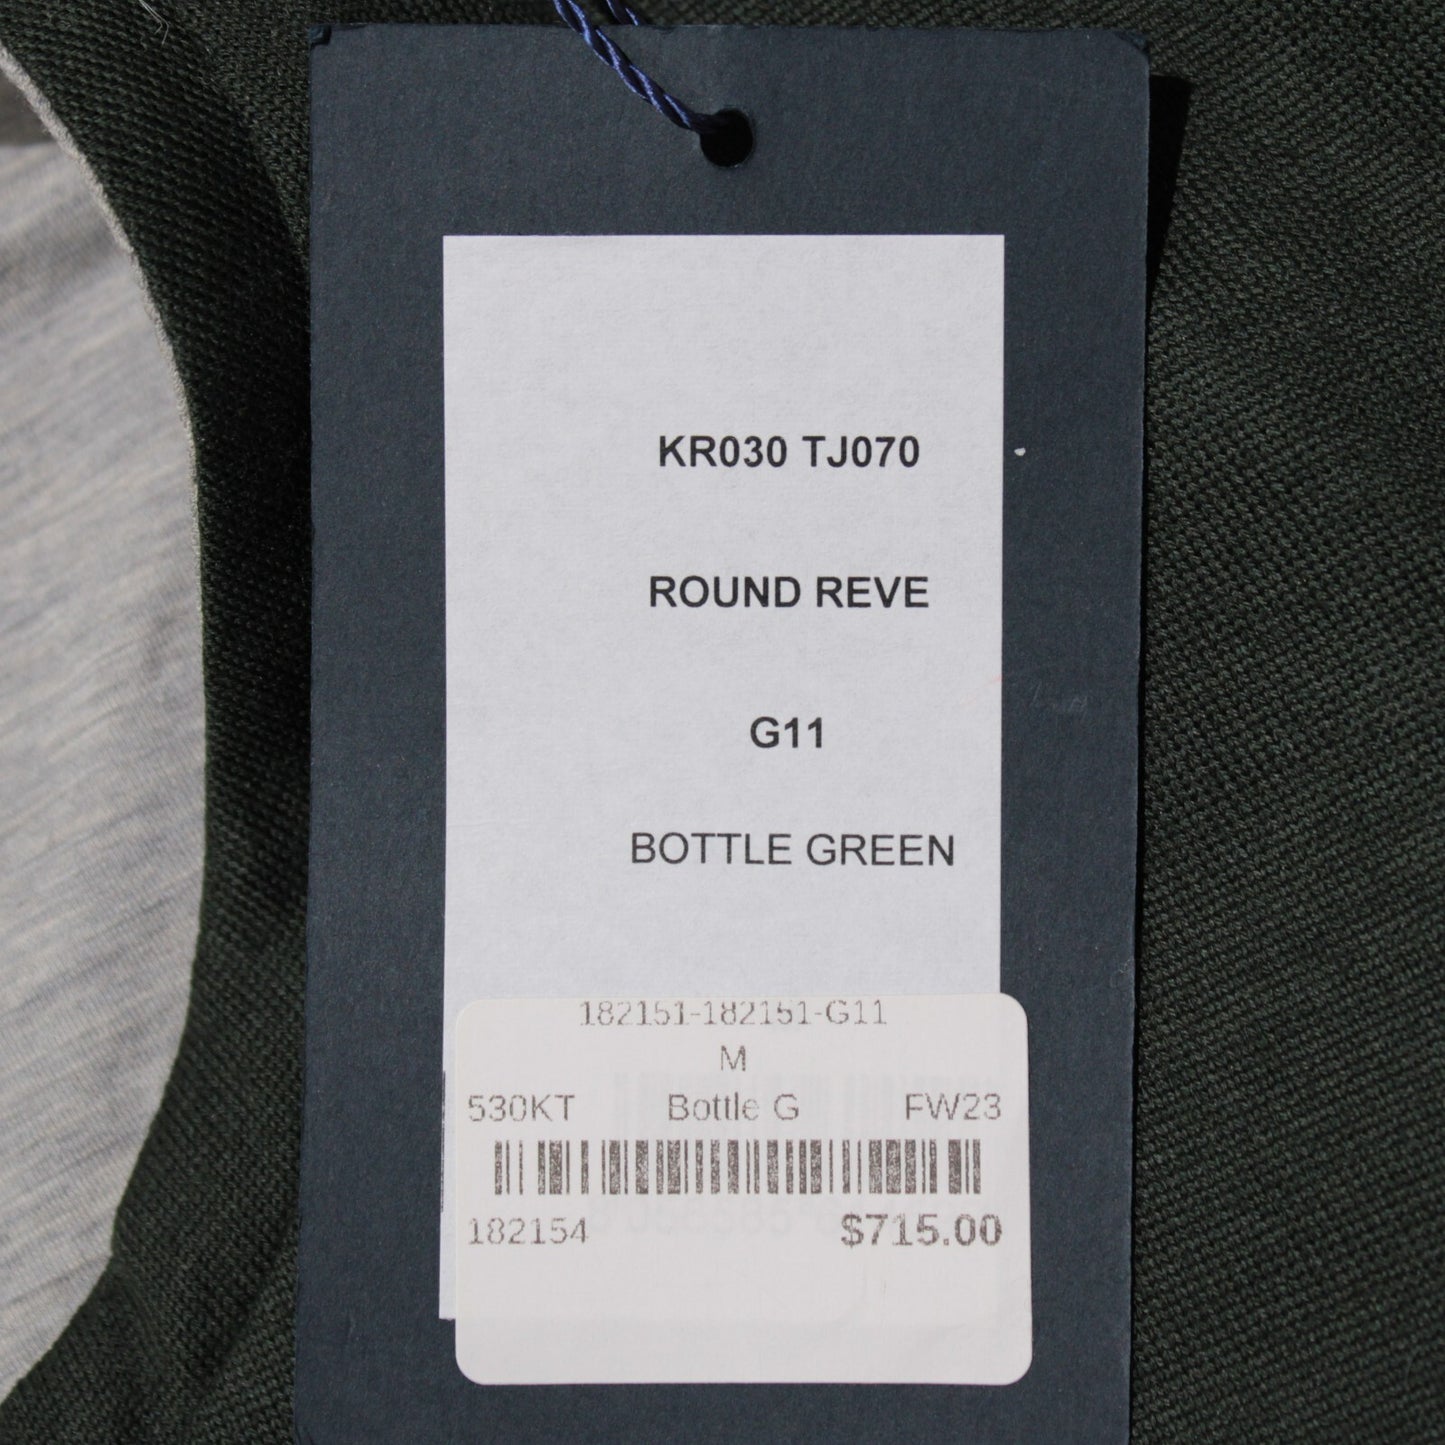 KR030 TJ070
ROUND REVE
G11
BOTTLE GREEN
182151-182151-G11
M
530KT Bottle G FW23
182154 $715.00